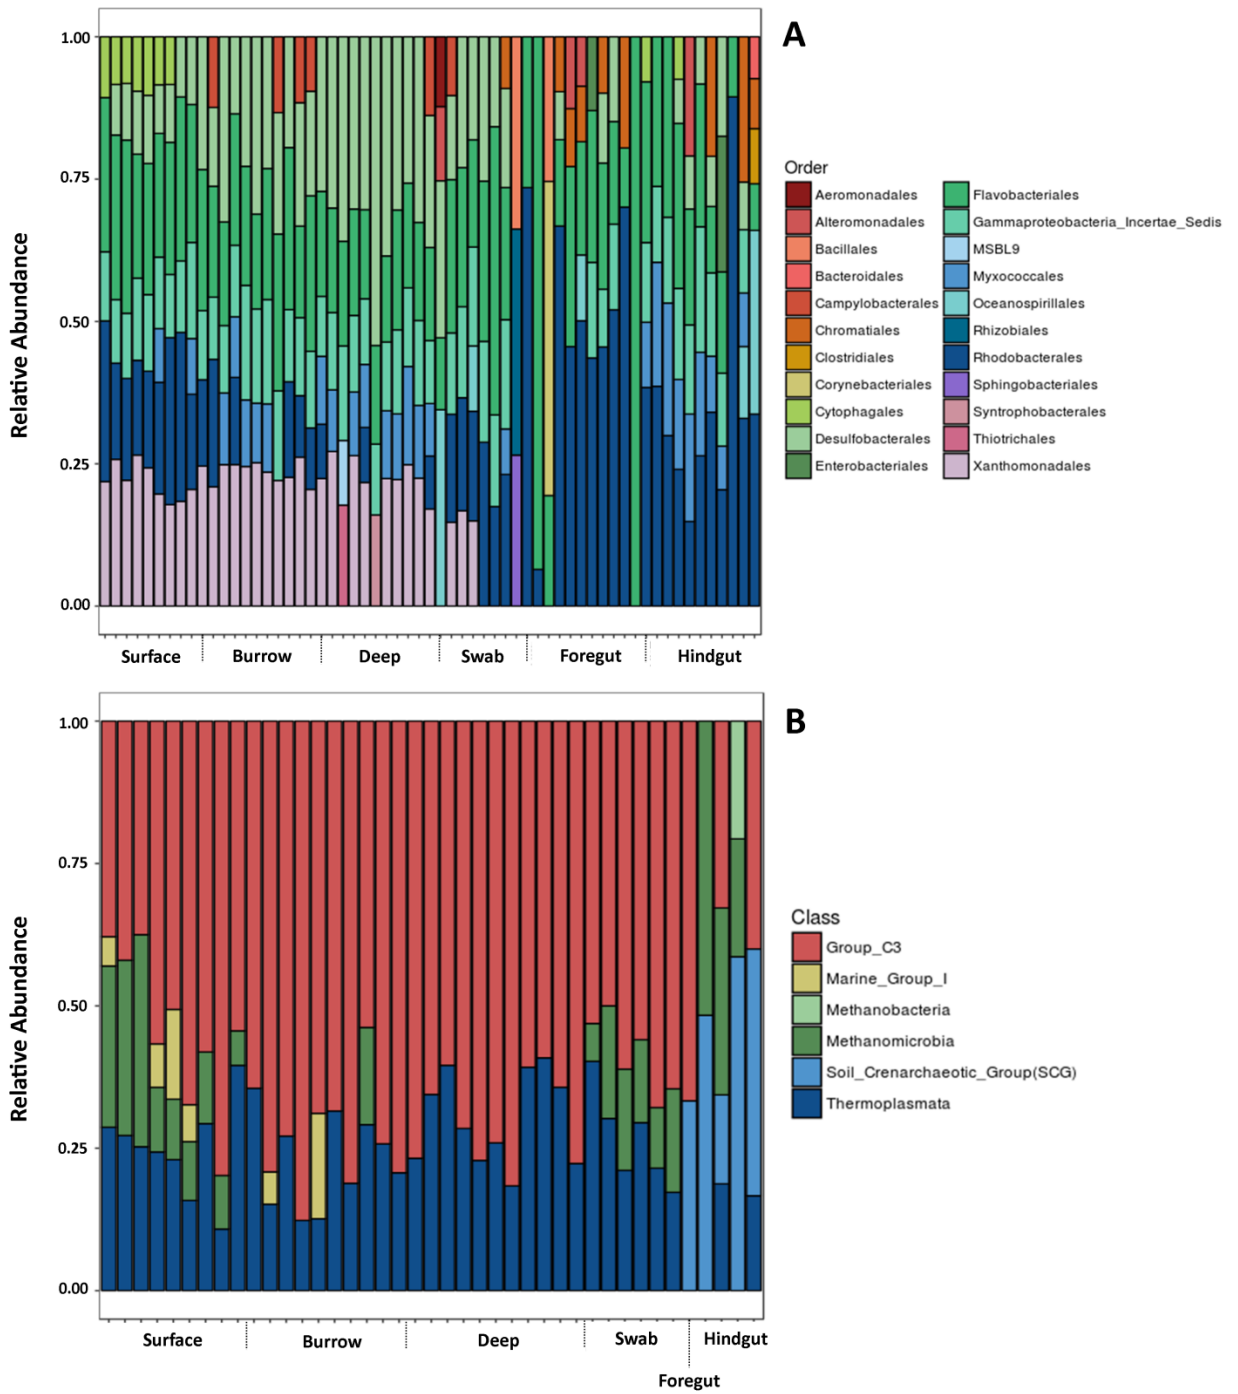 A
1.00
0.75
0.50
0.25
0.00
Relative Abundance
Surface Burrow Deep Swab Foregut Hindgut
Order
Aeromonadales Flavobacteriales
Alteromonadales Gammaproteobacteria_Incertae_Sedis
Bacillales MSBL9
Bacteroidales Myxococcales
Campylobacterales Oceanospirillales
Chromatiales Rhizobiales
Clostridiales Rhodobacterales
Corynebacteriales Sphingobacteriales
Cytophagales Syntrophobacterales
Desulfobacterales Thiotrichales
Enterobacteriales Xanthomonadales
B
1.00
0.75
0.50
0.25
0.00
Relative Abundance
Surface Burrow Deep Swab Hindgut
Foregut
Class
Group_C3
Marine_Group_I
Methanobacteria
Methanomicrobia
Soil_Crenarchaeotic_Group(SCG)
Thermoplasmata